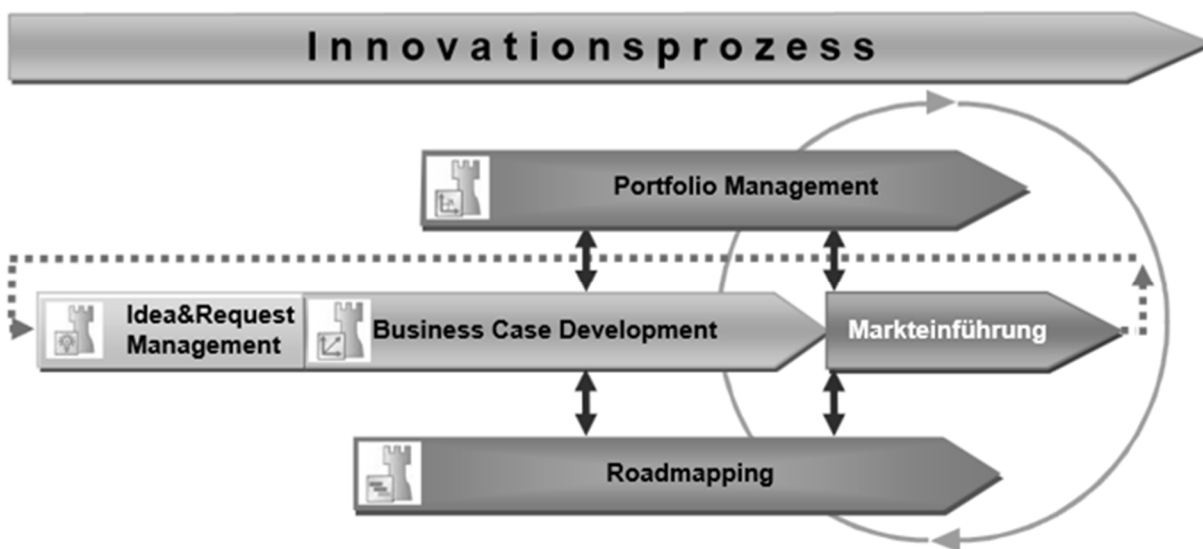 Innovationsprozess
Portfolio Management
Idea&Request
Management
Business Case Development
Markteinführung
Roadmapping